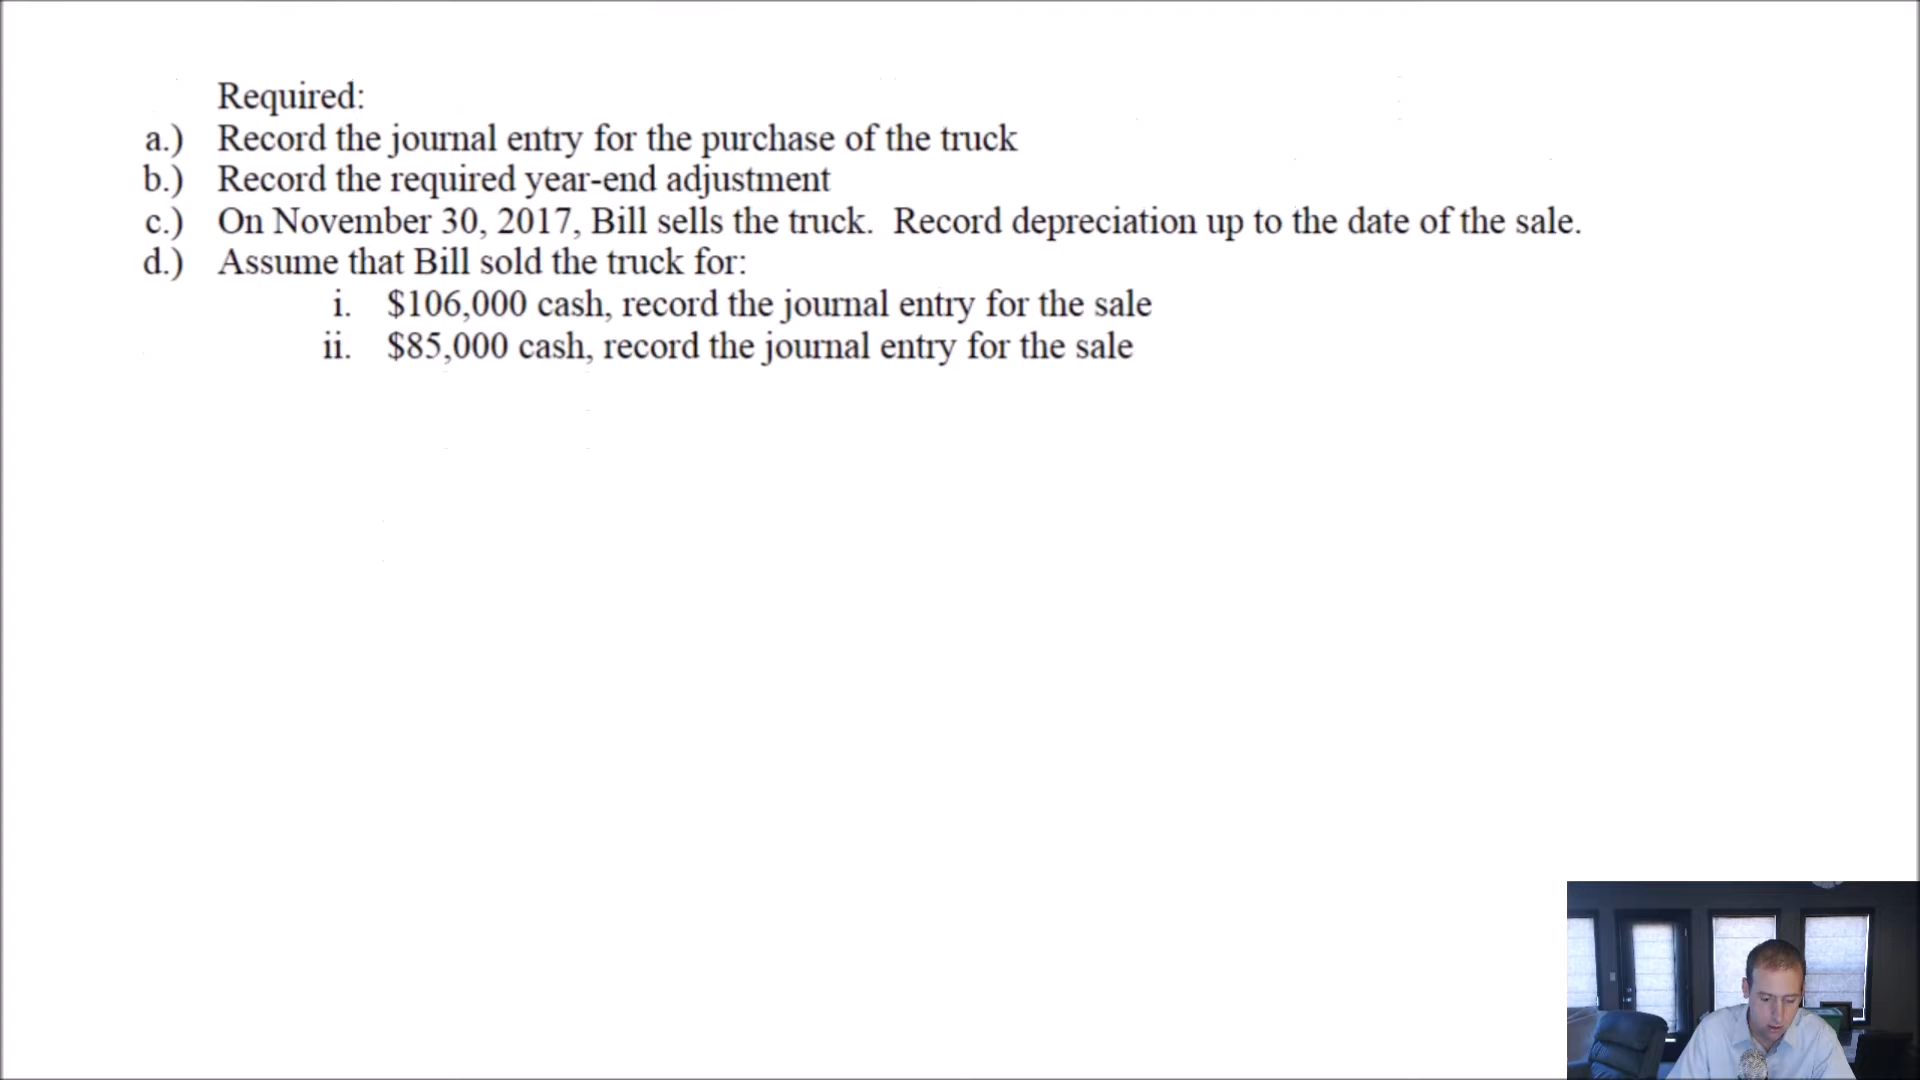 Required:
a.) Record the journal entry for the purchase of the truck
b.) Record the required year-end adjustment
c.) On November 30, 2017, Bill sells the truck. Record depreciation up to the date of the sale.
d.) Assume that Bill sold the truck for:
i. $106,000 cash, record the journal entry for the sale
ii. $85,000 cash, record the journal entry for the sale